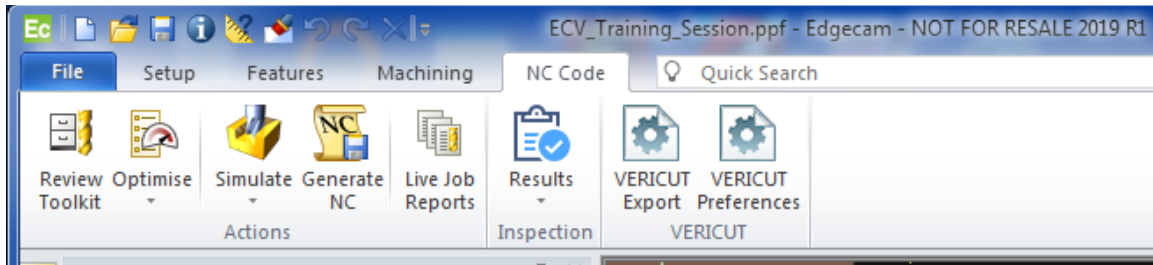 Ec
ECV_Training_Session.ppf - Edgecam - NOT FOR RESALE 2019 R1
File Setup Features Machining NC Code Quick Search
NC
Review Toolkit
Optimise
Simulate
Generate NC
Live Job Reports
Results
VERICUT Export
VERICUT Preferences
Actions Inspection VERICUT